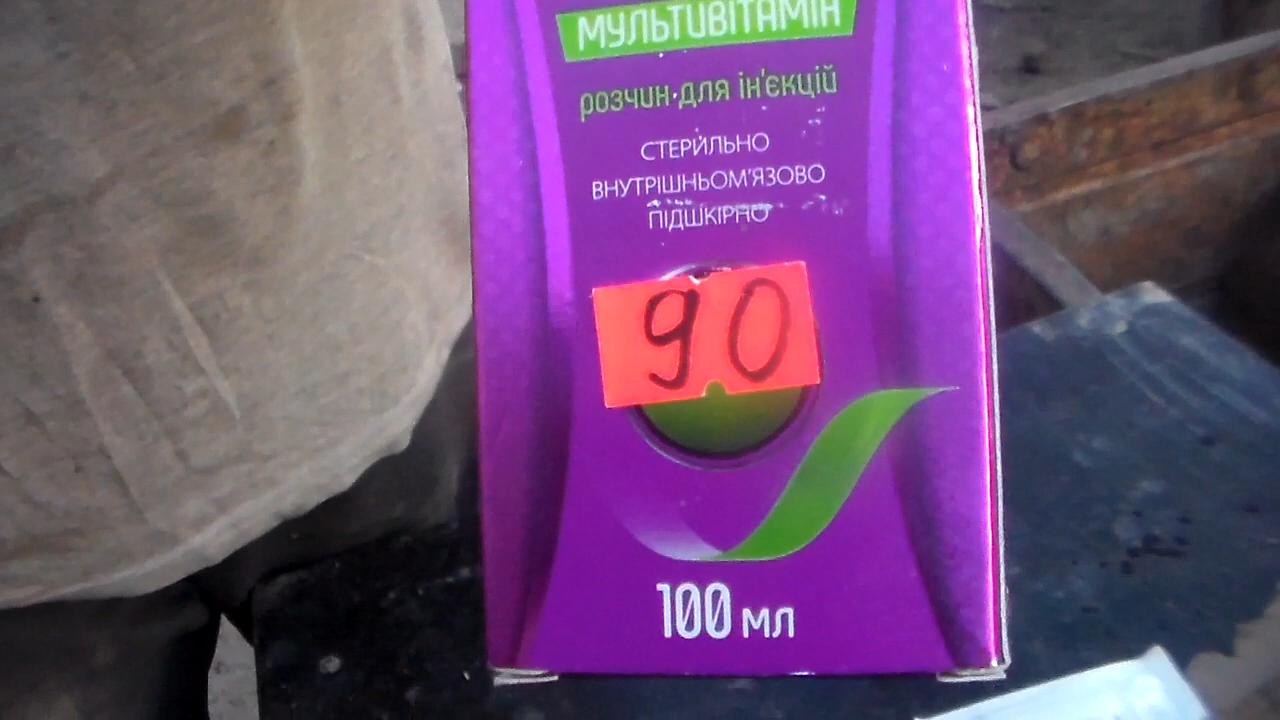 МУЛЬТИВІТАМІН
розчин для ін'єкцій
СТЕРИЛЬНО
ВНУТРІШНЬОМ'ЯЗОВО
ПІДШКІРНО
90
100 мл